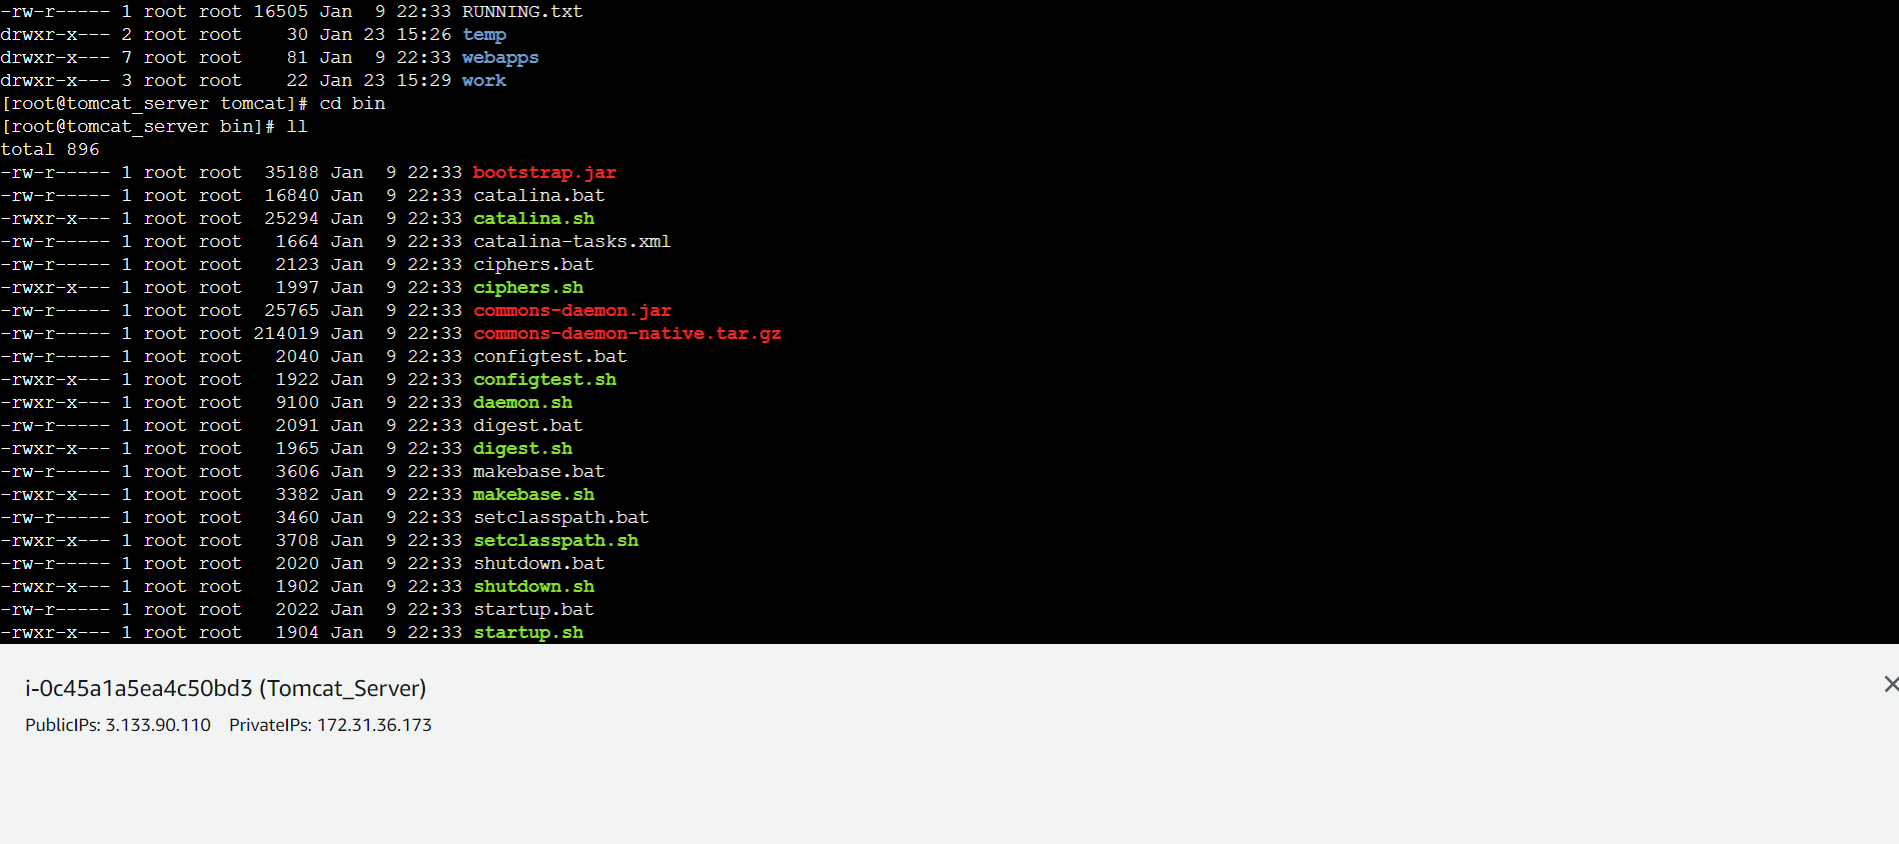 -rw-r----- 1 root root 16505 Jan  9 22:33 RUNNING.txt
drwxr-x--- 2 root root    30 Jan 23 15:26 temp
drwxr-x--- 7 root root    81 Jan  9 22:33 webapps
drwxr-x--- 3 root root    22 Jan 23 15:29 work
[root@tomcat_server tomcat]# cd bin
[root@tomcat_server bin]# ll
total 896
-rw-r----- 1 root root  35188 Jan  9 22:33 bootstrap.jar
-rw-r----- 1 root root  16840 Jan  9 22:33 catalina.bat
-rwxr-x--- 1 root root  25294 Jan  9 22:33 catalina.sh
-rw-r----- 1 root root   1664 Jan  9 22:33 catalina-tasks.xml
-rw-r----- 1 root root   2123 Jan  9 22:33 ciphers.bat
-rwxr-x--- 1 root root   1997 Jan  9 22:33 ciphers.sh
-rw-r----- 1 root root  25765 Jan  9 22:33 commons-daemon.jar
-rw-r----- 1 root root 214019 Jan  9 22:33 commons-daemon-native.tar.gz
-rw-r----- 1 root root   2040 Jan  9 22:33 configtest.bat
-rwxr-x--- 1 root root   1922 Jan  9 22:33 configtest.sh
-rwxr-x--- 1 root root   9100 Jan  9 22:33 daemon.sh
-rw-r----- 1 root root   2091 Jan  9 22:33 digest.bat
-rwxr-x--- 1 root root   1965 Jan  9 22:33 digest.sh
-rw-r----- 1 root root   3606 Jan  9 22:33 makebase.bat
-rwxr-x--- 1 root root   3382 Jan  9 22:33 makebase.sh
-rw-r----- 1 root root   3460 Jan  9 22:33 setclasspath.bat
-rwxr-x--- 1 root root   3708 Jan  9 22:33 setclasspath.sh
-rw-r----- 1 root root   2020 Jan  9 22:33 shutdown.bat
-rwxr-x--- 1 root root   1902 Jan  9 22:33 shutdown.sh
-rw-r----- 1 root root   2022 Jan  9 22:33 startup.bat
-rwxr-x--- 1 root root   1904 Jan  9 22:33 startup.sh
i-0c45a1a5ea4c50bd3 (Tomcat_Server)
PublicIPs: 3.133.90.110    PrivateIPs: 172.31.36.173